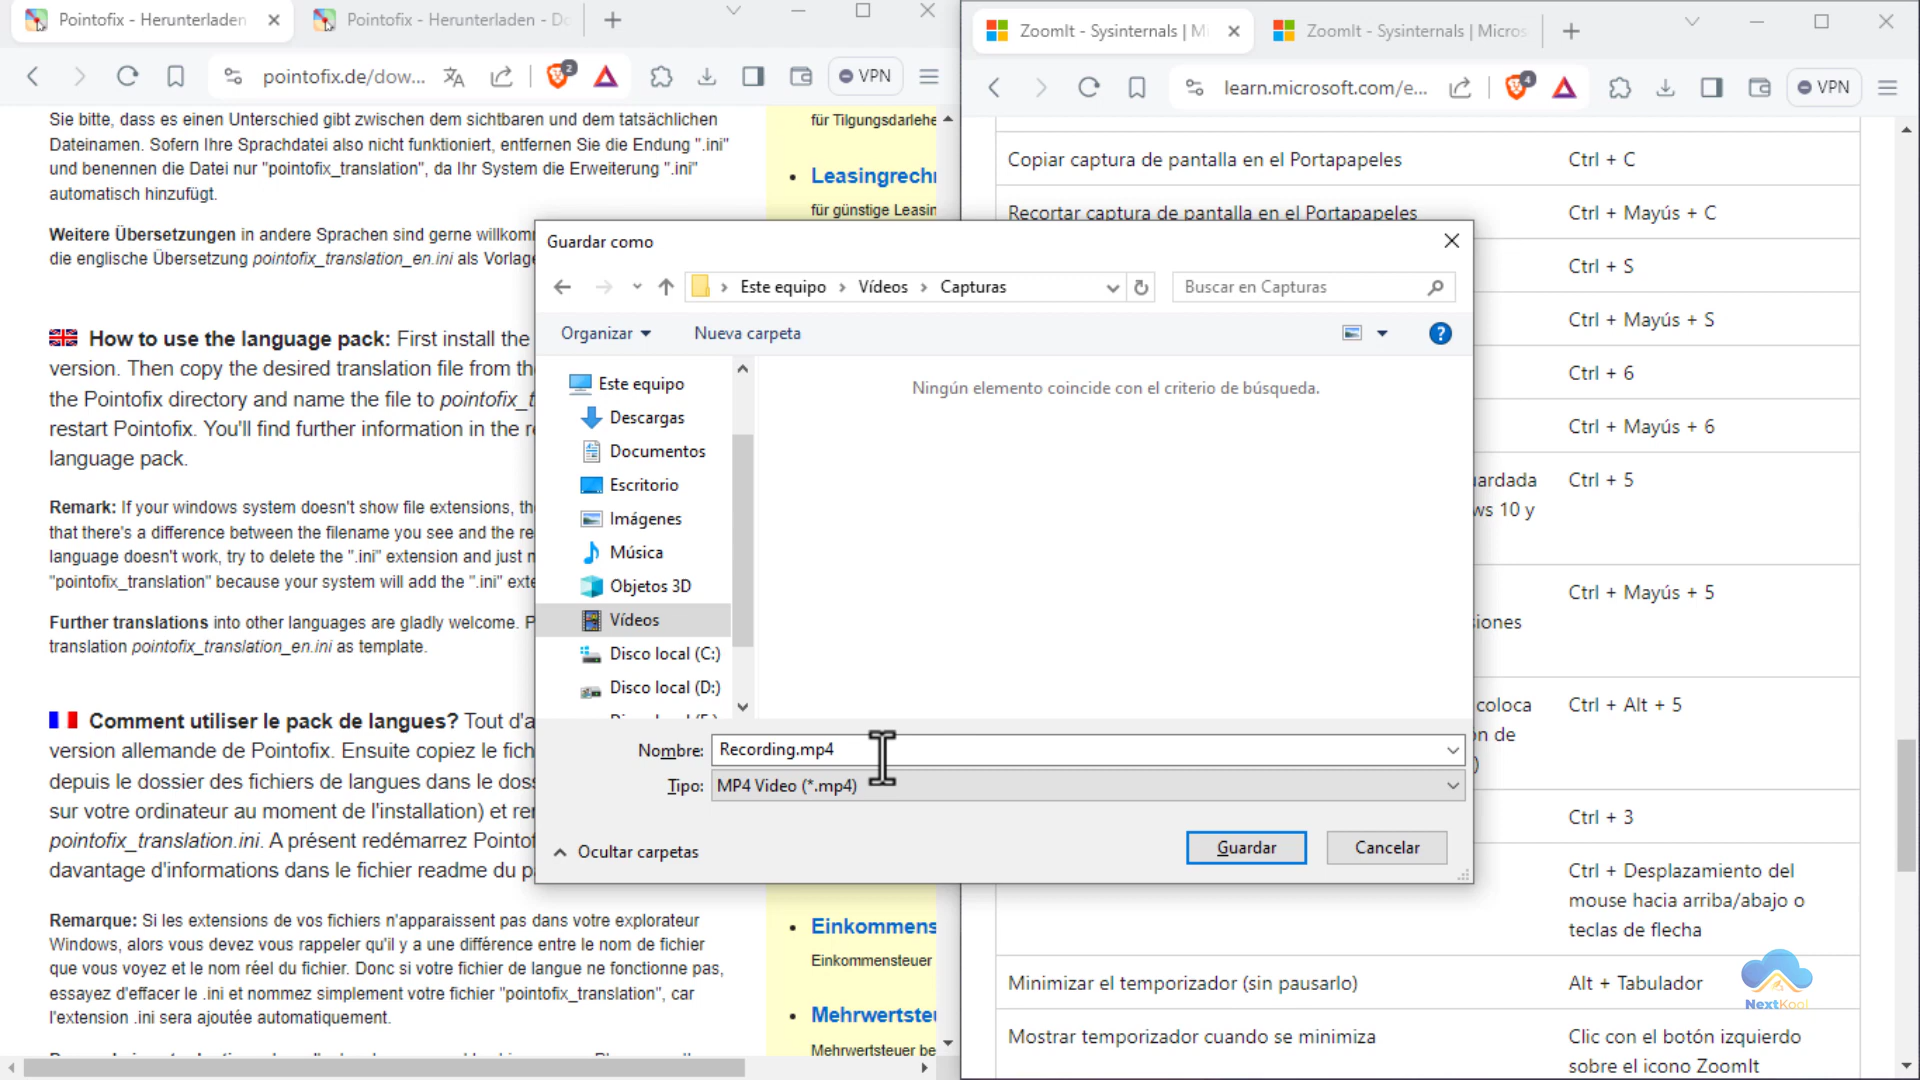 Pointofix - Herunterladen
Pointofix - Herunterladen - Do
pointofix.de/dow...
2
VPN
Sie bitte, dass es einen Unterschied gibt zwischen dem sichtbaren und dem tatsächlichen
Dateinamen. Sofern Ihre Sprachdatei also nicht funktioniert, entfernen Sie die Endung ".ini"
und benennen die Datei nur "pointofix_translation", da Ihr System die Erweiterung ".ini"
automatisch hinzufügt.
Weitere Übersetzungen in andere Sprachen sind gerne willkomm
die englische Übersetzung pointofix_translation_en.ini als Vorlage
How to use the language pack: First install the
version. Then copy the desired translation file from the
the Pointofix directory and name the file to pointofix_t
restart Pointofix. You'll find further information in the re
language pack.
Remark: If your windows system doesn't show file extensions, th
that there's a difference between the filename you see and the re
language doesn't work, try to delete the ".ini" extension and just n
"pointofix_translation" because your system will add the ".ini" exte
Further translations into other languages are gladly welcome. P
translation pointofix_translation_en.ini as template.
Comment utiliser le pack de langues? Tout d'a
version allemande de Pointofix. Ensuite copiez le fich
depuis le dossier des fichiers de langues dans le doss
sur votre ordinateur au moment de l'installation) et ren
pointofix_translation.ini. A présent redémarrez Pointof
davantage d'informations dans le fichier readme du pa
Remarque: Si les extensions de vos fichiers n'apparaissent pas dans votre explorateur
Windows, alors vous devez vous rappeler qu'il y a une différence entre le nom de fichier
que vous voyez et le nom réel du fichier. Donc si votre fichier de langue ne fonctionne pas,
essayez d'effacer le .ini et nommez simplement votre fichier "pointofix_translation", car
l'extension .ini sera ajoutée automatiquement.
für Tilgungsdarlehe
Leasingrech
für günstige Leasin
Einkommens
Einkommensteuer
Mehrwertste
Mehrwertsteuer be
Guardar como
Este equipo
Vídeos
Capturas
Buscar en Capturas
Organizar
Nueva carpeta
Este equipo
Descargas
Documentos
Escritorio
Imágenes
Música
Objetos 3D
Vídeos
Disco local (C:)
Disco local (D:)
Ningún elemento coincide con el criterio de búsqueda.
Nombre: Recording.mp4
Tipo: MP4 Video (*.mp4)
Ocultar carpetas
Guardar
Cancelar
ZoomIt - Sysinternals | Mi
ZoomIt - Sysinternals | Micros
learn.microsoft.com/e...
4
VPN
Copiar captura de pantalla en el Portapapeles
Ctrl + C
Recortar captura de pantalla en el Portapapeles
Ctrl + Mayús + C
Ctrl + S
Ctrl + Mayús + S
Ctrl + 6
Ctrl + Mayús + 6
ardada
Ctrl + 5
ws 10 y
Ctrl + Mayús + 5
siones
coloca
Ctrl + Alt + 5
n de
)
Ctrl + 3
Ctrl + Desplazamiento del
mouse hacia arriba/abajo o
teclas de flecha
Minimizar el temporizador (sin pausarlo)
Alt + Tabulador
Mostrar temporizador cuando se minimiza
Clic con el botón izquierdo
sobre el icono ZoomIt
NextKool